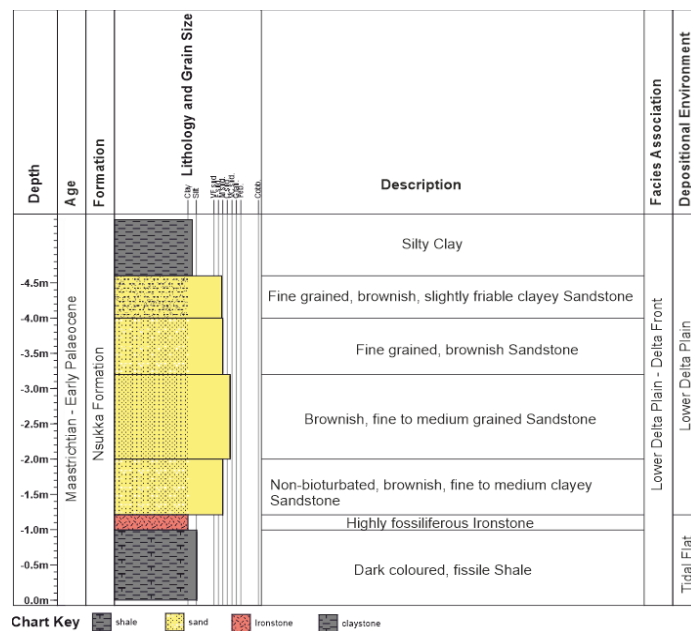 Depth
Age
Formation
Lithology and Grain Size
Clay
Silt
Description
Facies Association
Depositional Environment
Silty Clay
-4.5m
Fine grained, brownish, slightly friable clayey Sandstone
-4.0m
-3.5m
Fine grained, brownish Sandstone
-3.0m
Brownish, fine to medium grained Sandstone
-2.5m
-2.0m
Non-bioturbated, brownish, fine to medium clayey
Sandstone
-1.5m
Highly fossiliferous Ironstone
-1.0m
Dark coloured, fissile Shale
-0.5m
0.0m
Maastrichtian - Early Palaeocene
Nsukka Formation
Lower Delta Plain - Delta Front
Lower Delta Plain
Tidal Flat
Chart Key
shale
sand
Ironstone
claystone